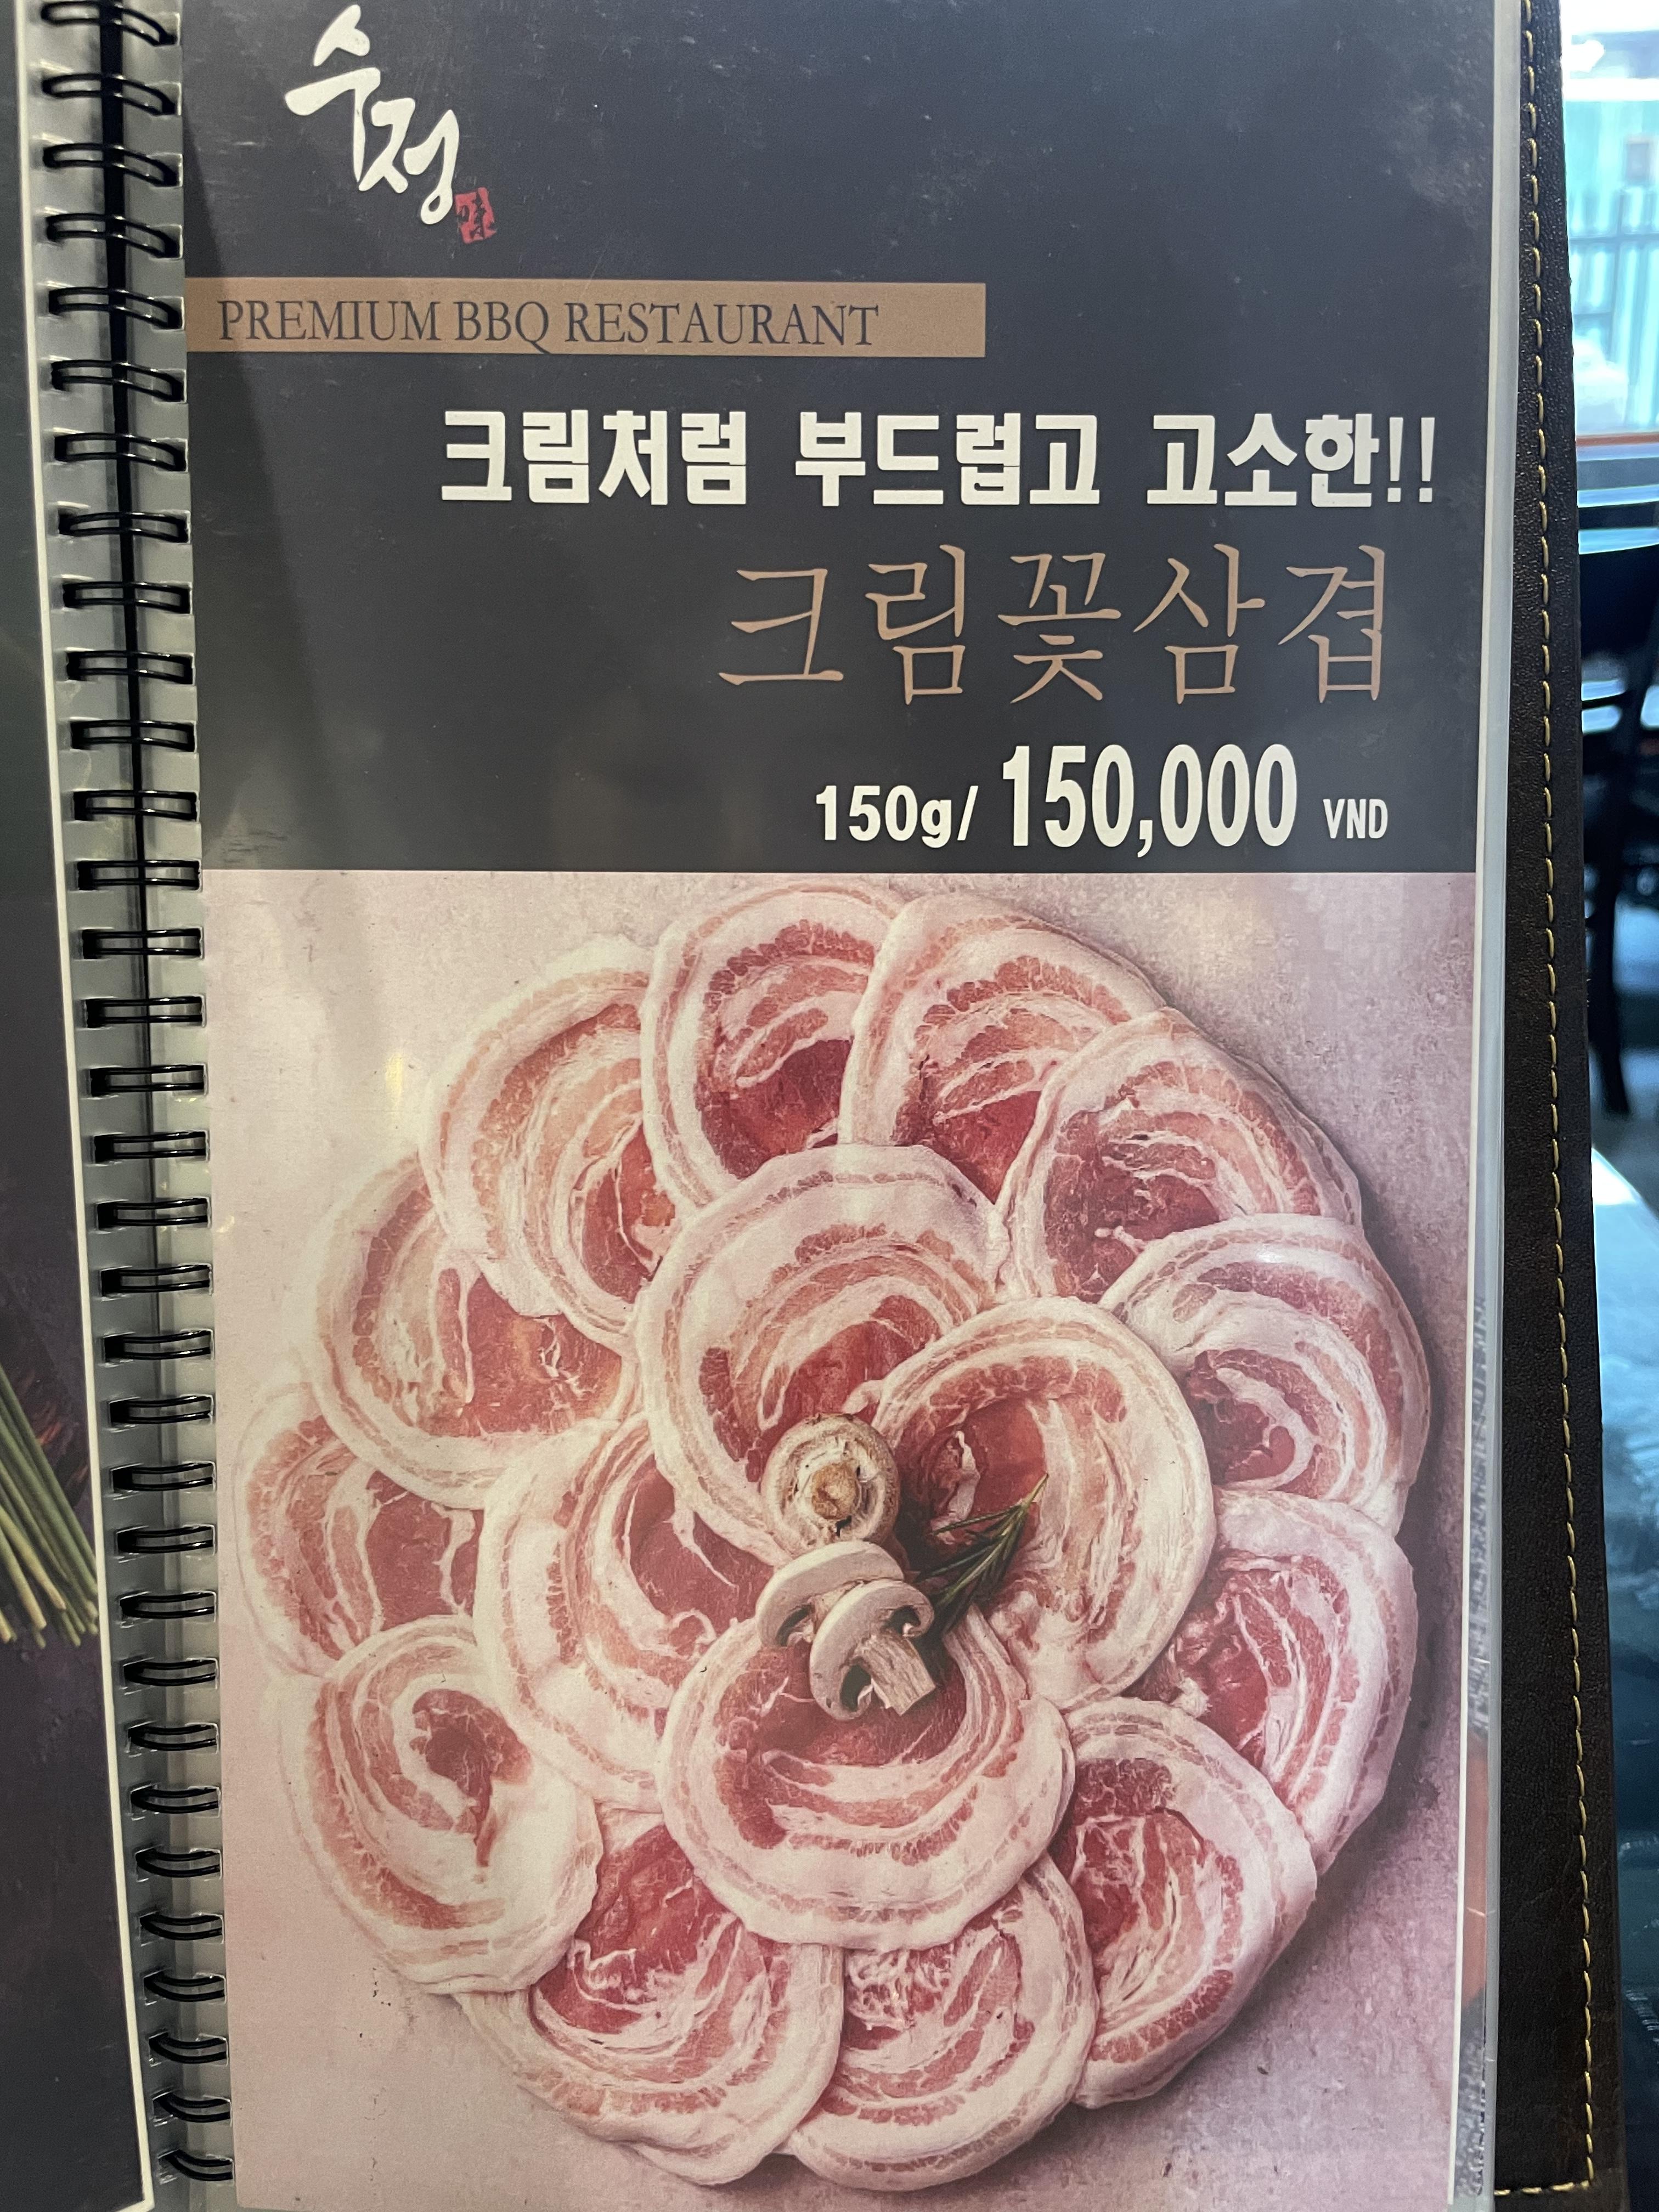 수정
味
PREMIUM BBQ RESTAURANT
크림처럼 부드럽고 고소한!!
크림꽃삼겹
150g/ 150,000 VND